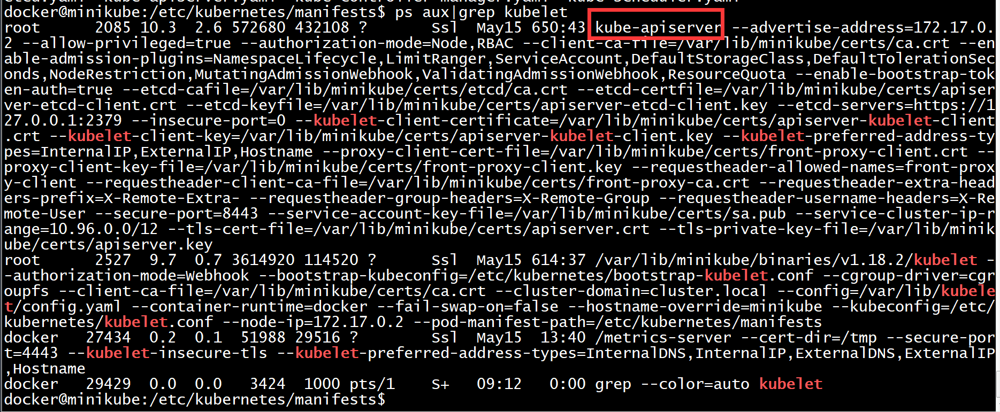 etcd.yaml  kube-apiserver.yaml  kube-controller-manager.yaml  kube-scheduler.yaml
docker@minikube:/etc/kubernetes/manifests$ ps aux|grep kubelet
root      2085 10.3  2.6 572680 432108 ?       Ssl  May15 650:43 kube-apiserver --advertise-address=172.17.0.
2 --allow-privileged=true --authorization-mode=Node,RBAC --client-ca-file=/var/lib/minikube/certs/ca.crt --en
able-admission-plugins=NamespaceLifecycle,LimitRanger,ServiceAccount,DefaultStorageClass,DefaultTolerationSec
onds,NodeRestriction,MutatingAdmissionWebhook,ValidatingAdmissionWebhook,ResourceQuota --enable-bootstrap-tok
en-auth=true --etcd-cafile=/var/lib/minikube/certs/etcd/ca.crt --etcd-certfile=/var/lib/minikube/certs/apiser
ver-etcd-client.crt --etcd-keyfile=/var/lib/minikube/certs/apiserver-etcd-client.key --etcd-servers=https://1
27.0.0.1:2379 --insecure-port=0 --kubelet-client-certificate=/var/lib/minikube/certs/apiserver-kubelet-client
.crt --kubelet-client-key=/var/lib/minikube/certs/apiserver-kubelet-client.key --kubelet-preferred-address-ty
pes=InternalIP,ExternalIP,Hostname --proxy-client-cert-file=/var/lib/minikube/certs/front-proxy-client.crt --
proxy-client-key-file=/var/lib/minikube/certs/front-proxy-client.key --requestheader-allowed-names=front-prox
y-client --requestheader-client-ca-file=/var/lib/minikube/certs/front-proxy-ca.crt --requestheader-extra-head
ers-prefix=X-Remote-Extra- --requestheader-group-headers=X-Remote-Group --requestheader-username-headers=X-Re
mote-User --secure-port=8443 --service-account-key-file=/var/lib/minikube/certs/sa.pub --service-cluster-ip-r
ange=10.96.0.0/12 --tls-cert-file=/var/lib/minikube/certs/apiserver.crt --tls-private-key-file=/var/lib/minik
ube/certs/apiserver.key
root      2527  9.7  0.7 3614920 114520 ?      Ssl  May15 614:37 /var/lib/minikube/binaries/v1.18.2/kubelet -
-authorization-mode=Webhook --bootstrap-kubeconfig=/etc/kubernetes/bootstrap-kubelet.conf --cgroup-driver=cgr
oupfs --client-ca-file=/var/lib/minikube/certs/ca.crt --cluster-domain=cluster.local --config=/var/lib/kubele
t/config.yaml --container-runtime=docker --fail-swap-on=false --hostname-override=minikube --kubeconfig=/etc/
kubernetes/kubelet.conf --node-ip=172.17.0.2 --pod-manifest-path=/etc/kubernetes/manifests
docker   27434  0.2  0.1  51988 29516 ?        Ssl  May15  13:40 /metrics-server --cert-dir=/tmp --secure-por
t=4443 --kubelet-insecure-tls --kubelet-preferred-address-types=InternalDNS,InternalIP,ExternalDNS,ExternalIP
,Hostname
docker   29429  0.0  0.0   3424  1000 pts/1    S+   09:12   0:00 grep --color=auto kubelet
docker@minikube:/etc/kubernetes/manifests$